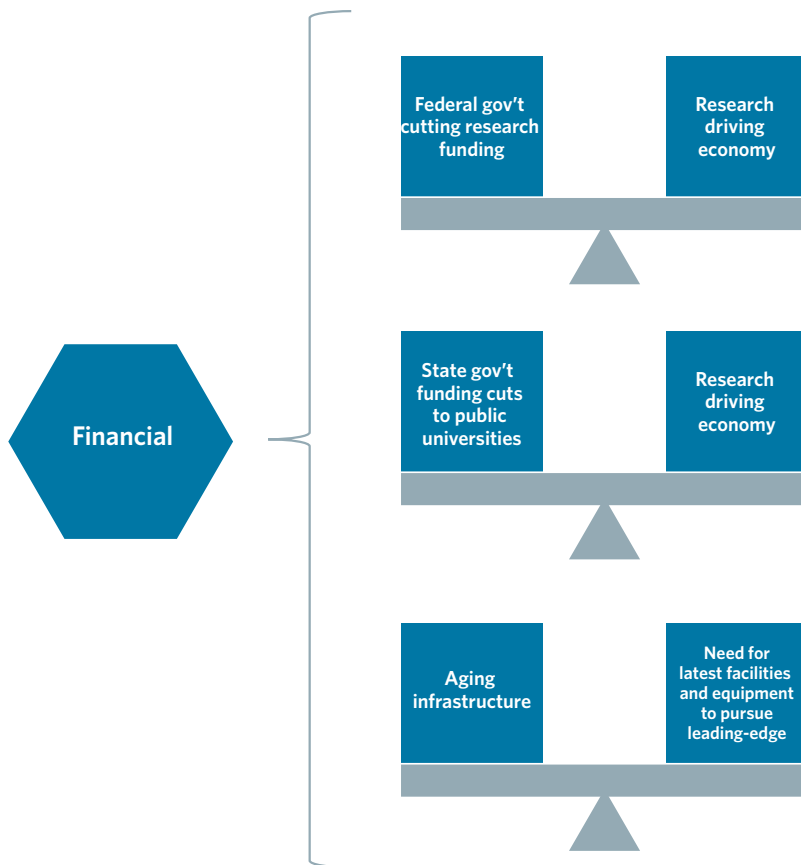 Federal gov't
cutting research
funding
Research
driving
economy
Financial
State gov't
funding cuts
to public
universities
Research
driving
economy
Aging
infrastructure
Need for
latest facilities
and equipment
to pursue
leading-edge